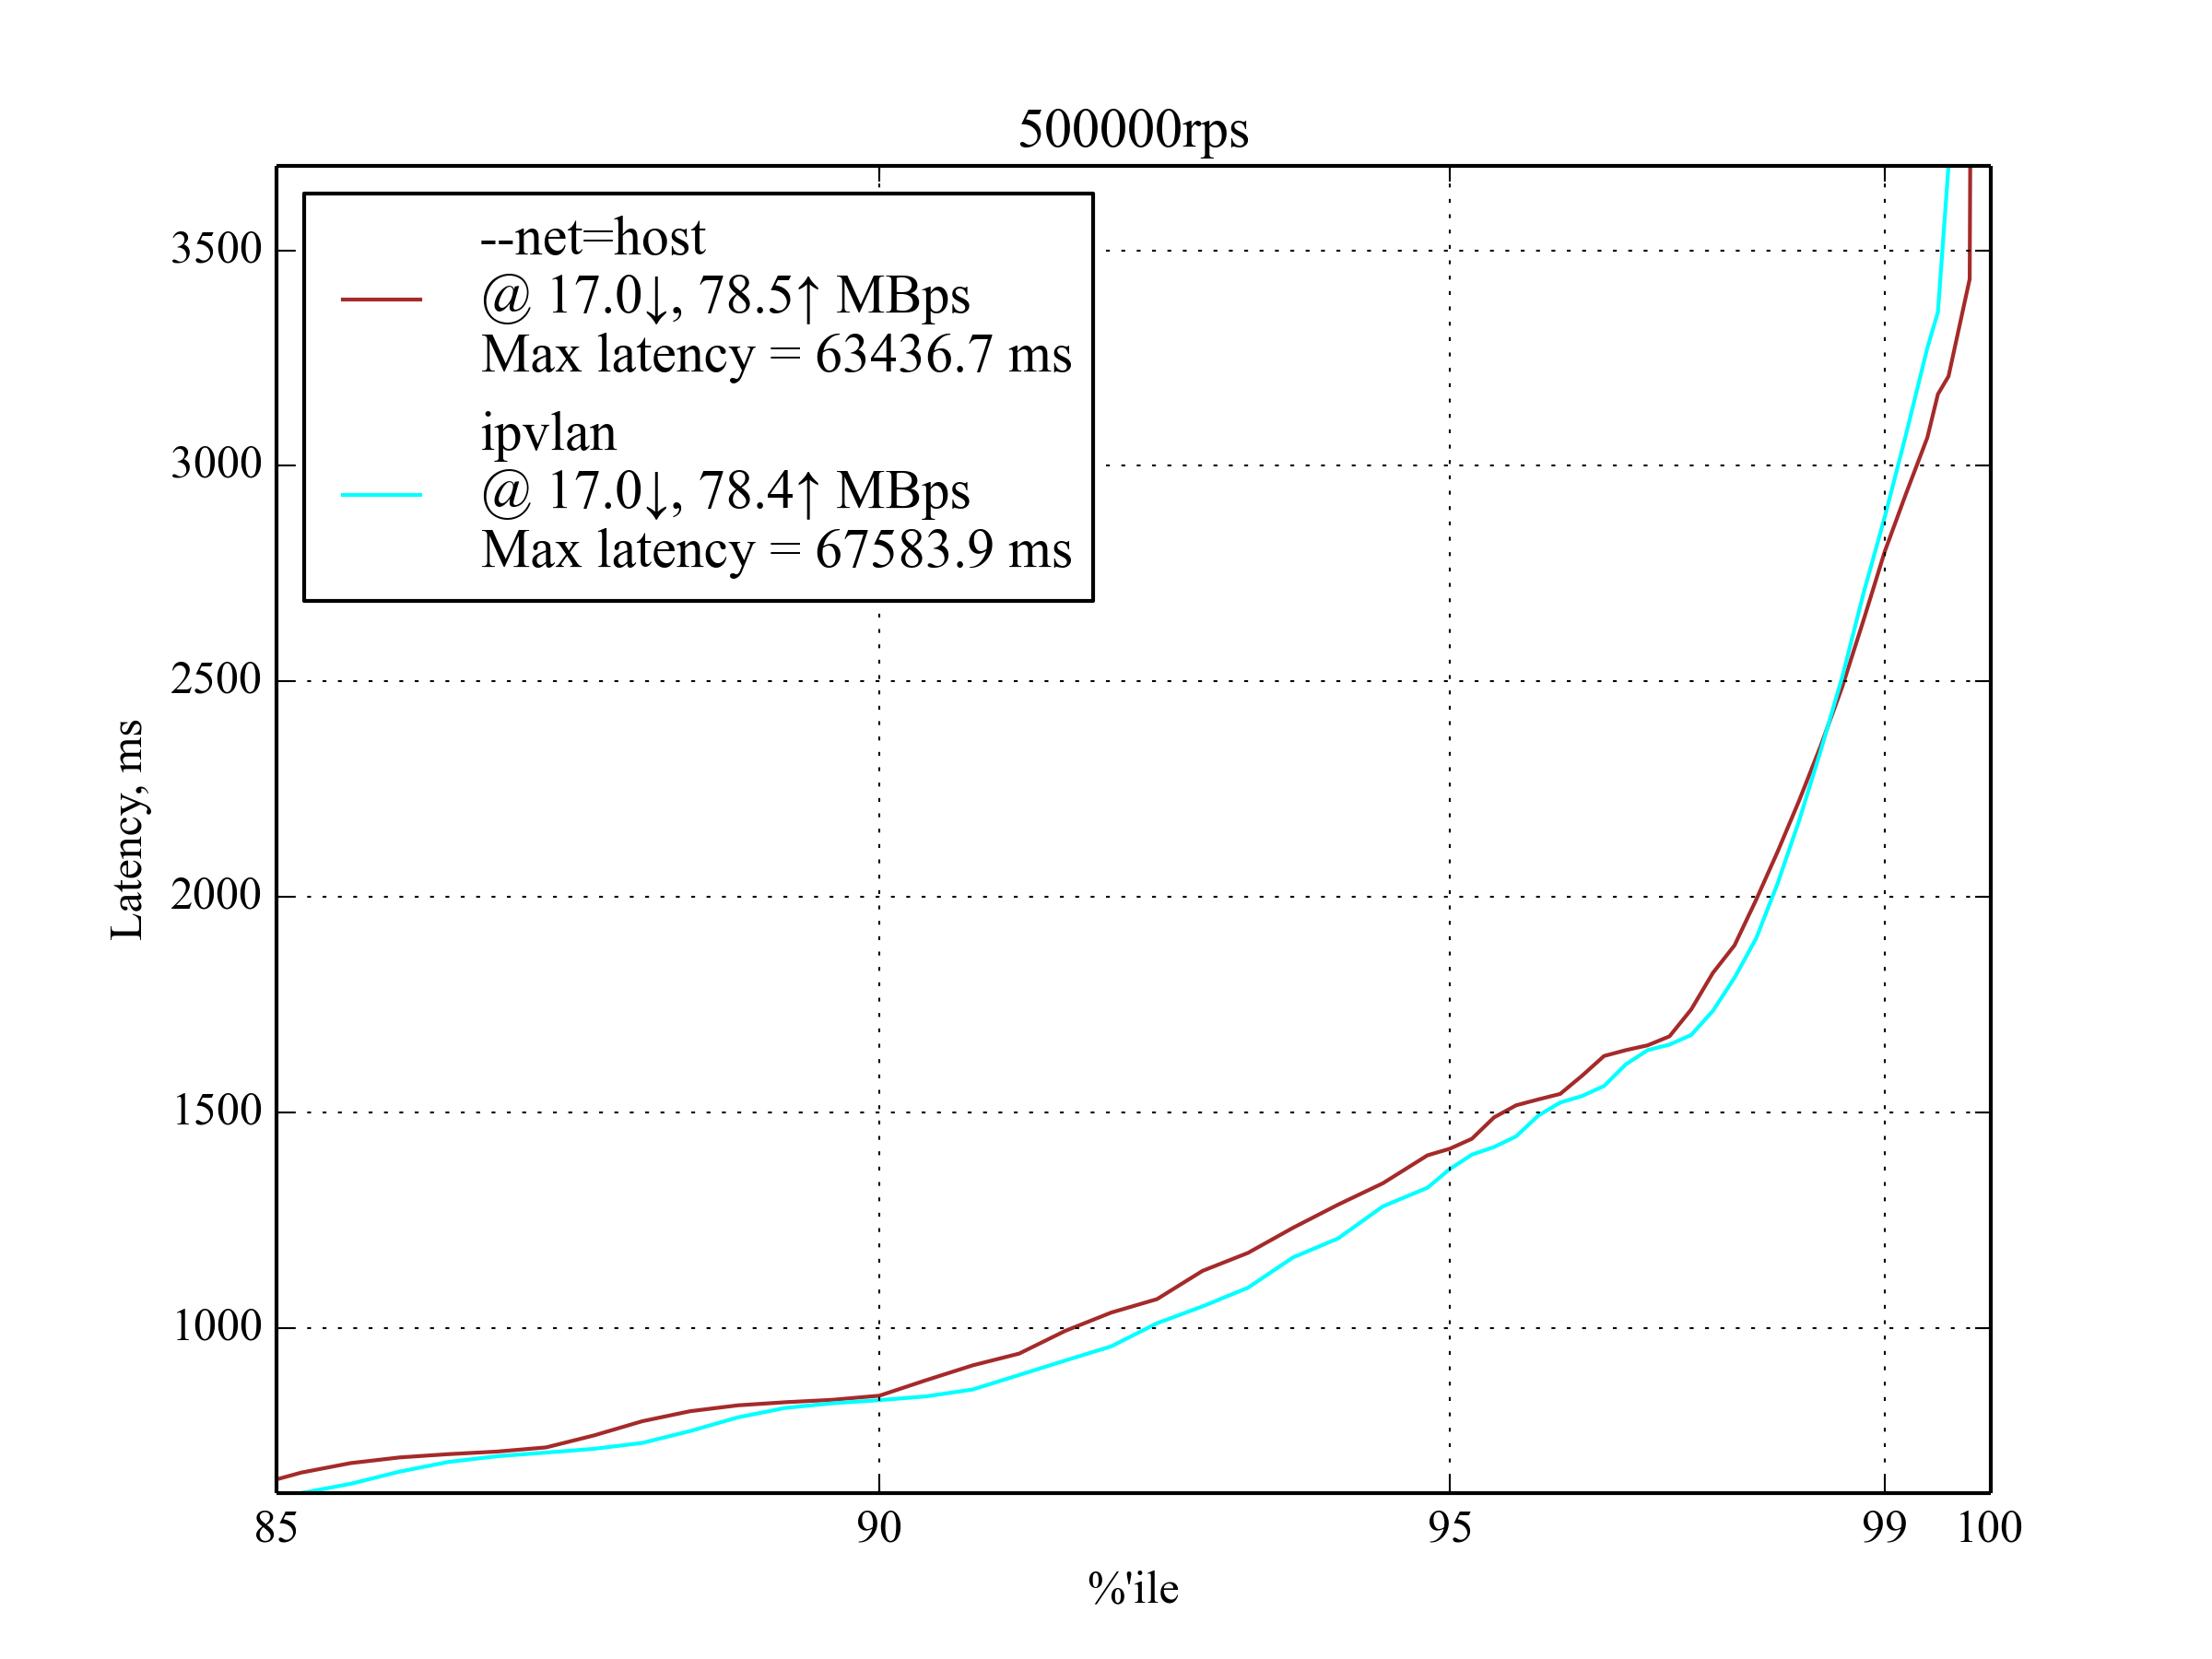 500000rps
--net=host
@ 17.0↓, 78.5↑ MBps
Max latency = 63436.7 ms
ipvlan
@ 17.0↓, 78.4↑ MBps
Max latency = 67583.9 ms
3500
3000
2500
2000
1500
1000
Latency, ms
85 90 95 99 100
%'ile